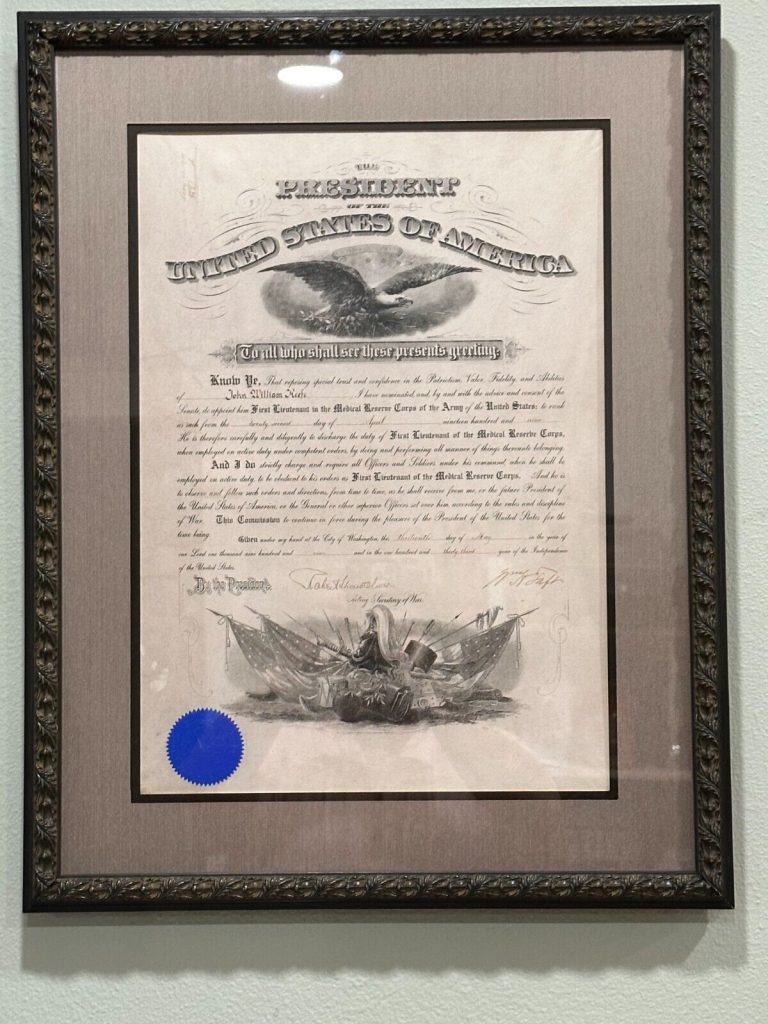 THE
PRESIDENT
OF THE
UNITED STATES OF AMERICA
To all who shall see these presents greeting:
Know Ye, That reposing special trust and confidence in the Patriotism, Valor, Fidelity, and Abilities
of John William I have nominated, and, by and with the advice and consent of the
Senate, do appoint him First Lieutenant in the Medical Reserve Corps of the Army of the United States: to rank
as such from the twenty second day of April nineteen hundred and nine
He is therefore carefully and diligently to discharge the duty of First Lieutenant of the Medical Reserve Corps,
when employed on active duty under competent orders, by doing and performing all manner of things thereunto belonging.
And I do strictly charge and require all Officers and Soldiers under his command, when he shall be
employed on active duty, to be obedient to his orders as First Lieutenant of the Medical Reserve Corps. And he is
to observe and follow such orders and directions, from time to time, as he shall receive from me, or the future President of
the United States of America, or the General or other superior Officers set over him, according to the rules and discipline
of War. This Commission to continue in force during the pleasure of the President of the United States for the
time being.
Given under my hand at the City of Washington, this thirteenth day of May in the year of
our Lord one thousand nine hundred and nine and in the one hundred and thirty-third year of the Independence
of the United States.
By the President:
Wm H Taft
Acting Secretary of War.